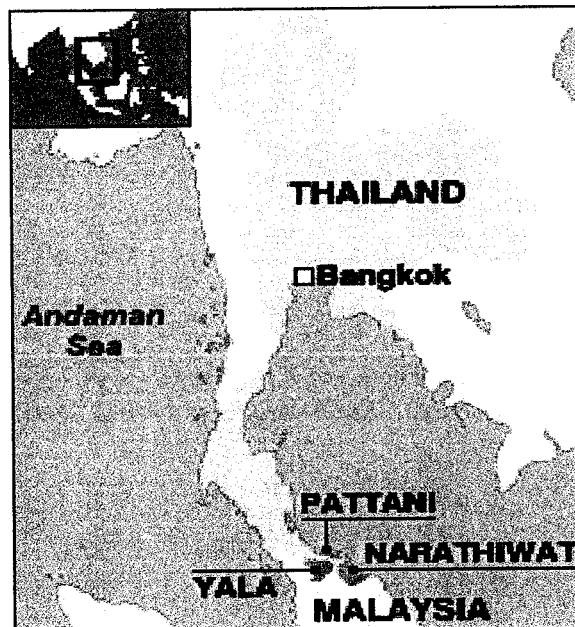 THAILAND
Bangkok
Andaman
Sea
PATTANI
NARATHIWAT
YALA
MALAYSIA